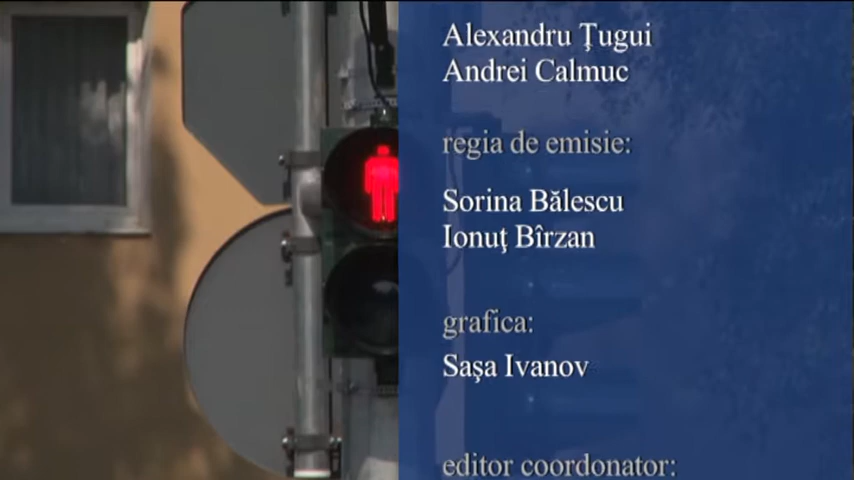 Alexandru Ţugui
Andrei Calmuc
regia de emisie:
Sorina Bălescu
Ionuţ Bîrzan
grafica:
Saşa Ivanov
editor coordonator: